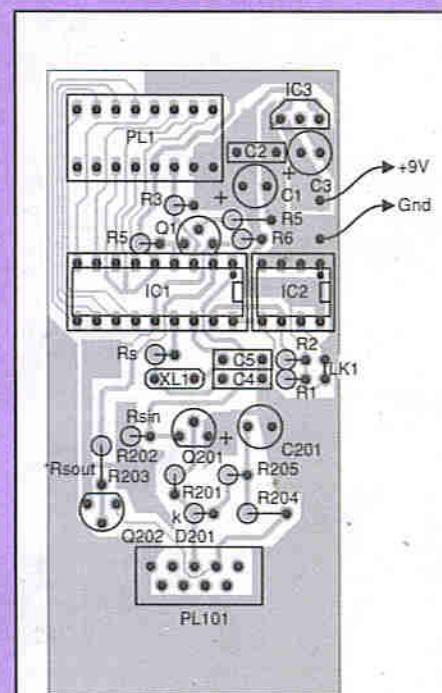 IC3
PL1
C2
+
+9V
R3
+
C1
C3
Gnd
Q1
R5
R5
R6
IC1
IC2
Rs
C5
R2
LK1
XL1
C4
R1
Rsin
+
R202
Q201
C201
*Rsout
R203
R205
R201
R204
k
Q202
D201
PL101